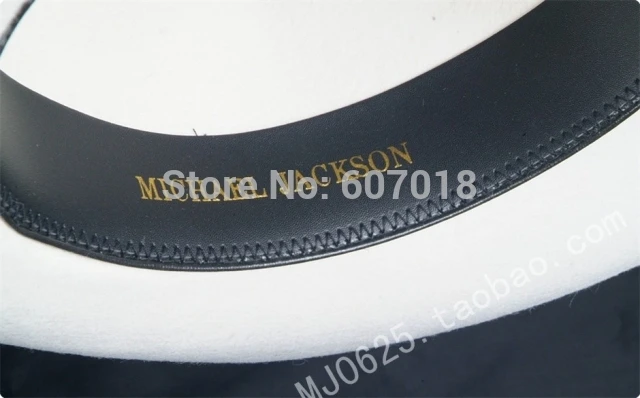 MICHAEL JACKSON
Store No: 607018
MJ0625.taobao.com